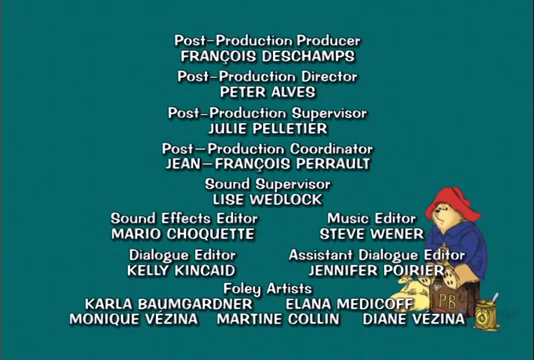 Post-Production Producer
FRANÇOIS DESCHAMPS
Post-Production Director
PETER ALVES
Post-Production Supervisor
JULIE PELLETIER
Post-Production Coordinator
JEAN-FRANÇOIS PERRAULT
Sound Supervisor
LISE WEDLOCK
Sound Effects Editor Music Editor
MARIO CHOQUETTE STEVE WENER
Dialogue Editor Assistant Dialogue Editor
KELLY KINCAID JENNIFER POIRIER
Foley Artists
KARLA BAUMGARDNER ELANA MEDICOFF
PB
MONIQUE VÉZINA MARTINE COLLIN DIANE VÉZINA